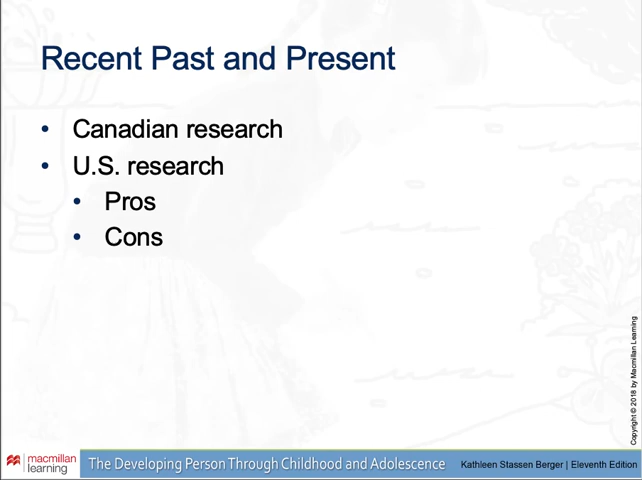 Recent Past and Present
• Canadian research
• U.S. research
• Pros
• Cons
Copyright © 2018 by Macmillan Learning
macmillan
learning
The Developing Person Through Childhood and Adolescence
Kathleen Stassen Berger | Eleventh Edition